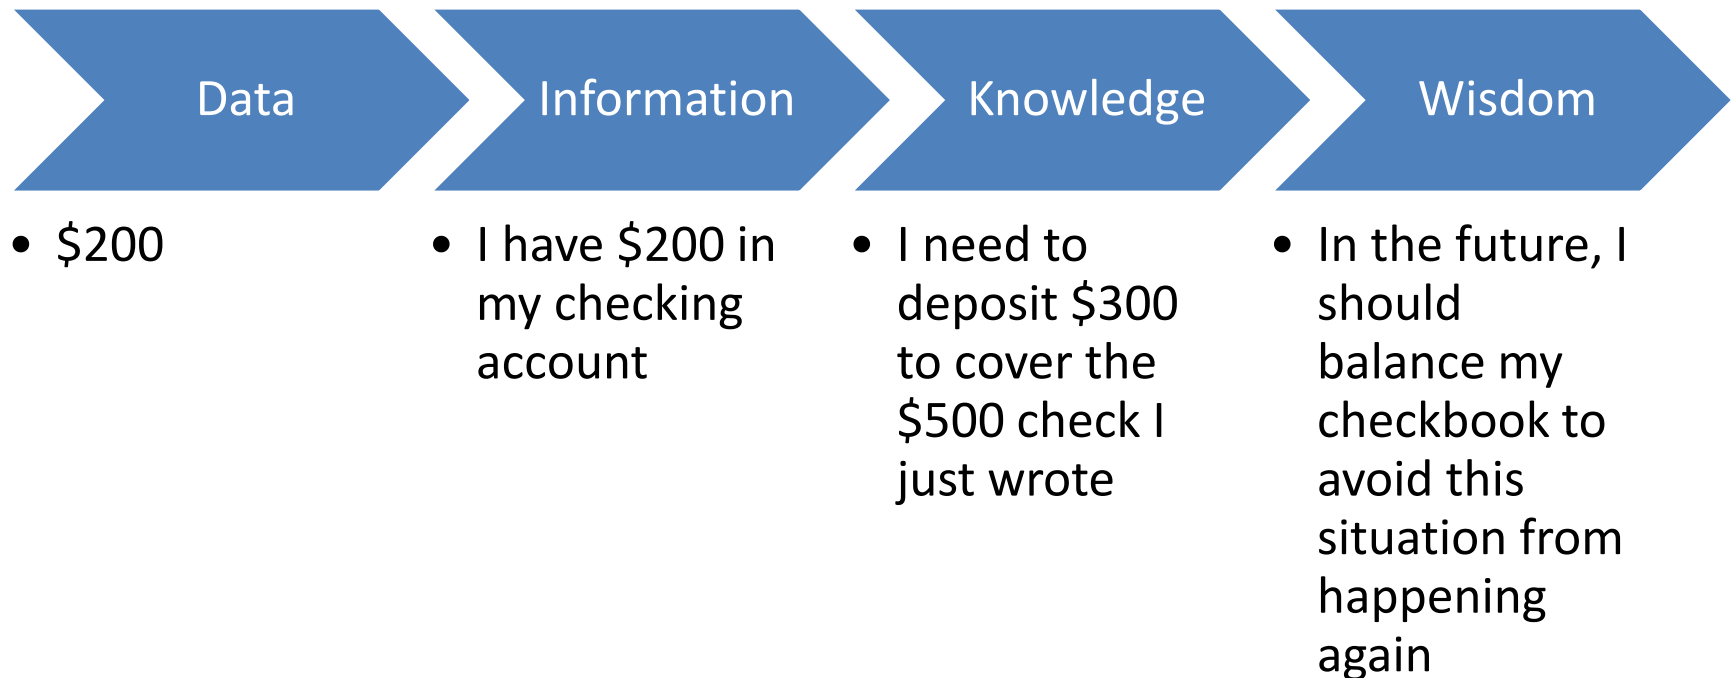 Data
Information
Knowledge
Wisdom
• $200
• I have $200 in
my checking
account
• I need to
deposit $300
to cover the
$500 check I
just wrote
• In the future, I
should
balance my
checkbook to
avoid this
situation from
happening
again